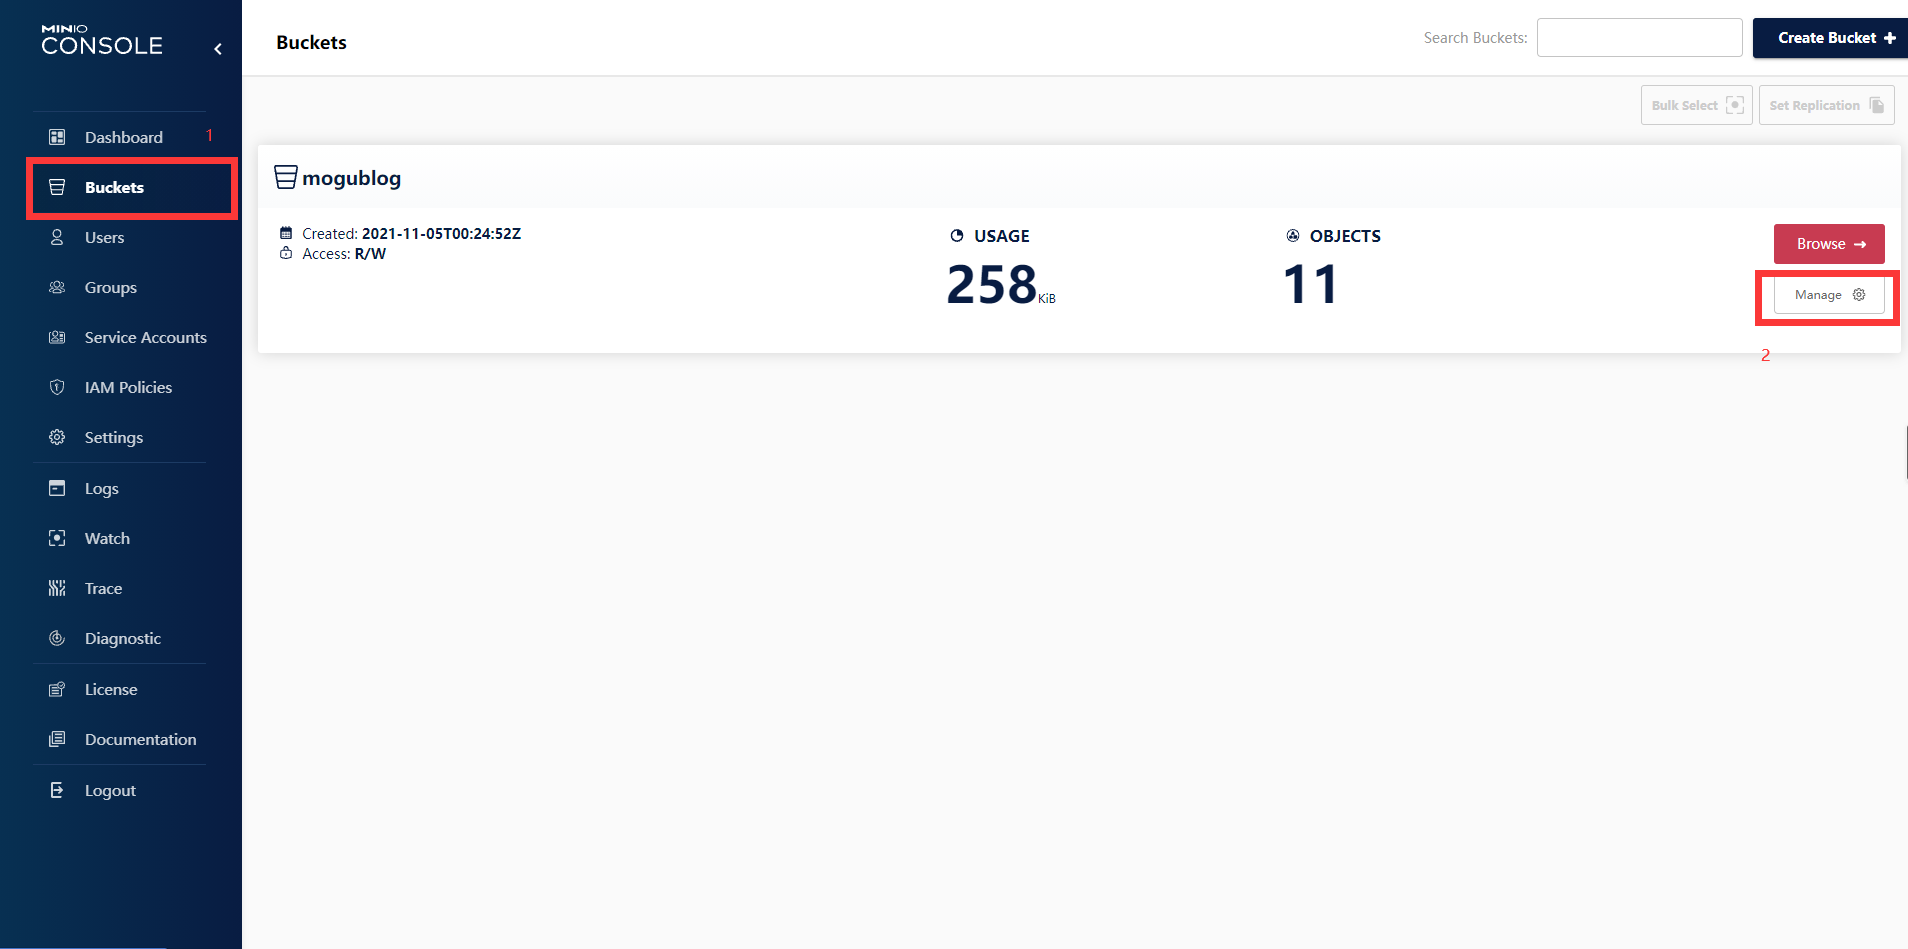 MINIO
CONSOLE
Buckets
Search Buckets:
Create Bucket
Bulk Select
Set Replication
Dashboard 1
Buckets
Users
Groups
Service Accounts
IAM Policies
Settings
Logs
Watch
Trace
Diagnostic
License
Documentation
Logout
mogublog
Created: 2021-11-05T00:24:52Z
Access: R/W
USAGE
258 KiB
OBJECTS
11
Browse
Manage
2